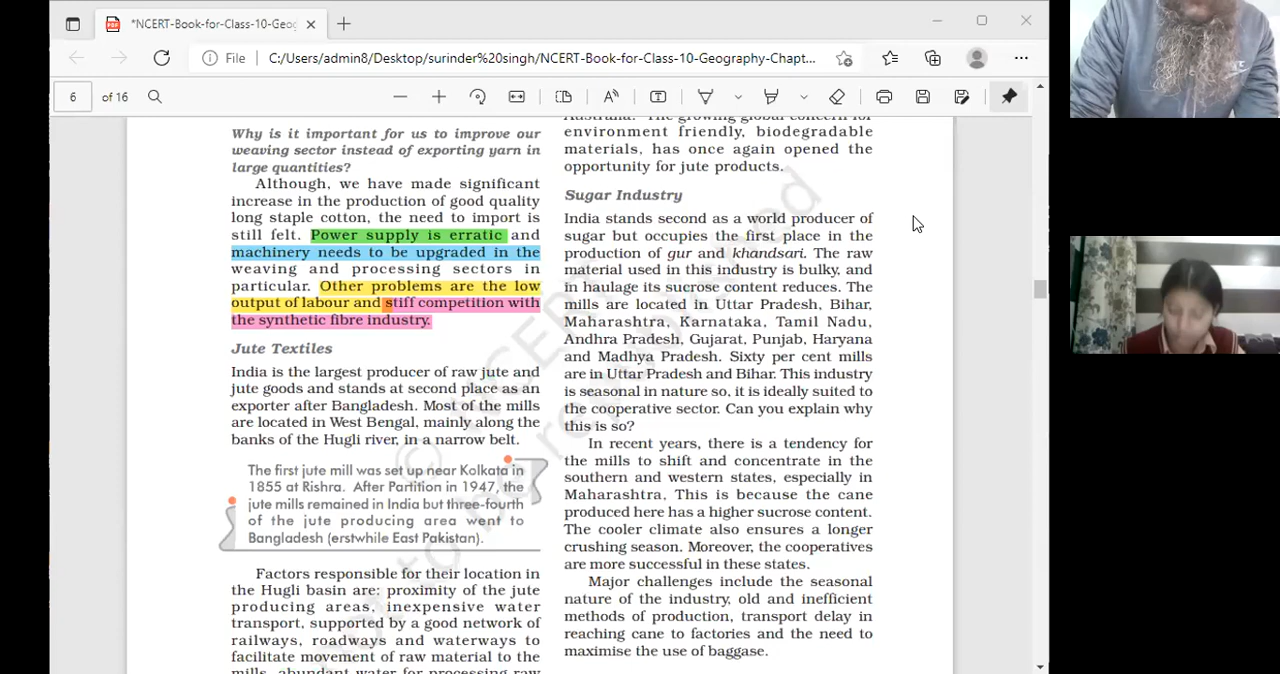 *NCERT-Book-for-Class-10-Geog
File
C:/Users/admin8/Desktop/surinder%20singh/NCERT-Book-for-Class-10-Geography-Chapt...
6 of 16
Why is it important for us to improve our
weaving sector instead of exporting yarn in
large quantities?
Although, we have made significant
increase in the production of good quality
long staple cotton, the need to import is
still felt. Power supply is erratic and
machinery needs to be upgraded in the
weaving and processing sectors in
particular. Other problems are the low
output of labour and stiff competition with
the synthetic fibre industry.
Jute Textiles
India is the largest producer of raw jute and
jute goods and stands at second place as an
exporter after Bangladesh. Most of the mills
are located in West Bengal, mainly along the
banks of the Hugli river, in a narrow belt.
The first jute mill was set up near Kolkata in
1855 at Rishra. After Partition in 1947, the
jute mills remained in India but three-fourth
of the jute producing area went to
Bangladesh (erstwhile East Pakistan).
Factors responsible for their location in
the Hugli basin are: proximity of the jute
producing areas, inexpensive water
transport, supported by a good network of
railways, roadways and waterways to
facilitate movement of raw material to the
mills, abundant water for processing raw
Australia. The growing global concern for
environment friendly, biodegradable
materials, has once again opened the
opportunity for jute products.
Sugar Industry
India stands second as a world producer of
sugar but occupies the first place in the
production of gur and khandsari. The raw
material used in this industry is bulky, and
in haulage its sucrose content reduces. The
mills are located in Uttar Pradesh, Bihar,
Maharashtra, Karnataka, Tamil Nadu,
Andhra Pradesh, Gujarat, Punjab, Haryana
and Madhya Pradesh. Sixty per cent mills
are in Uttar Pradesh and Bihar. This industry
is seasonal in nature so, it is ideally suited to
the cooperative sector. Can you explain why
this is so?
In recent years, there is a tendency for
the mills to shift and concentrate in the
southern and western states, especially in
Maharashtra, This is because the cane
produced here has a higher sucrose content.
The cooler climate also ensures a longer
crushing season. Moreover, the cooperatives
are more successful in these states.
Major challenges include the seasonal
nature of the industry, old and inefficient
methods of production, transport delay in
reaching cane to factories and the need to
maximise the use of baggase.
© NCERT
not to be republished